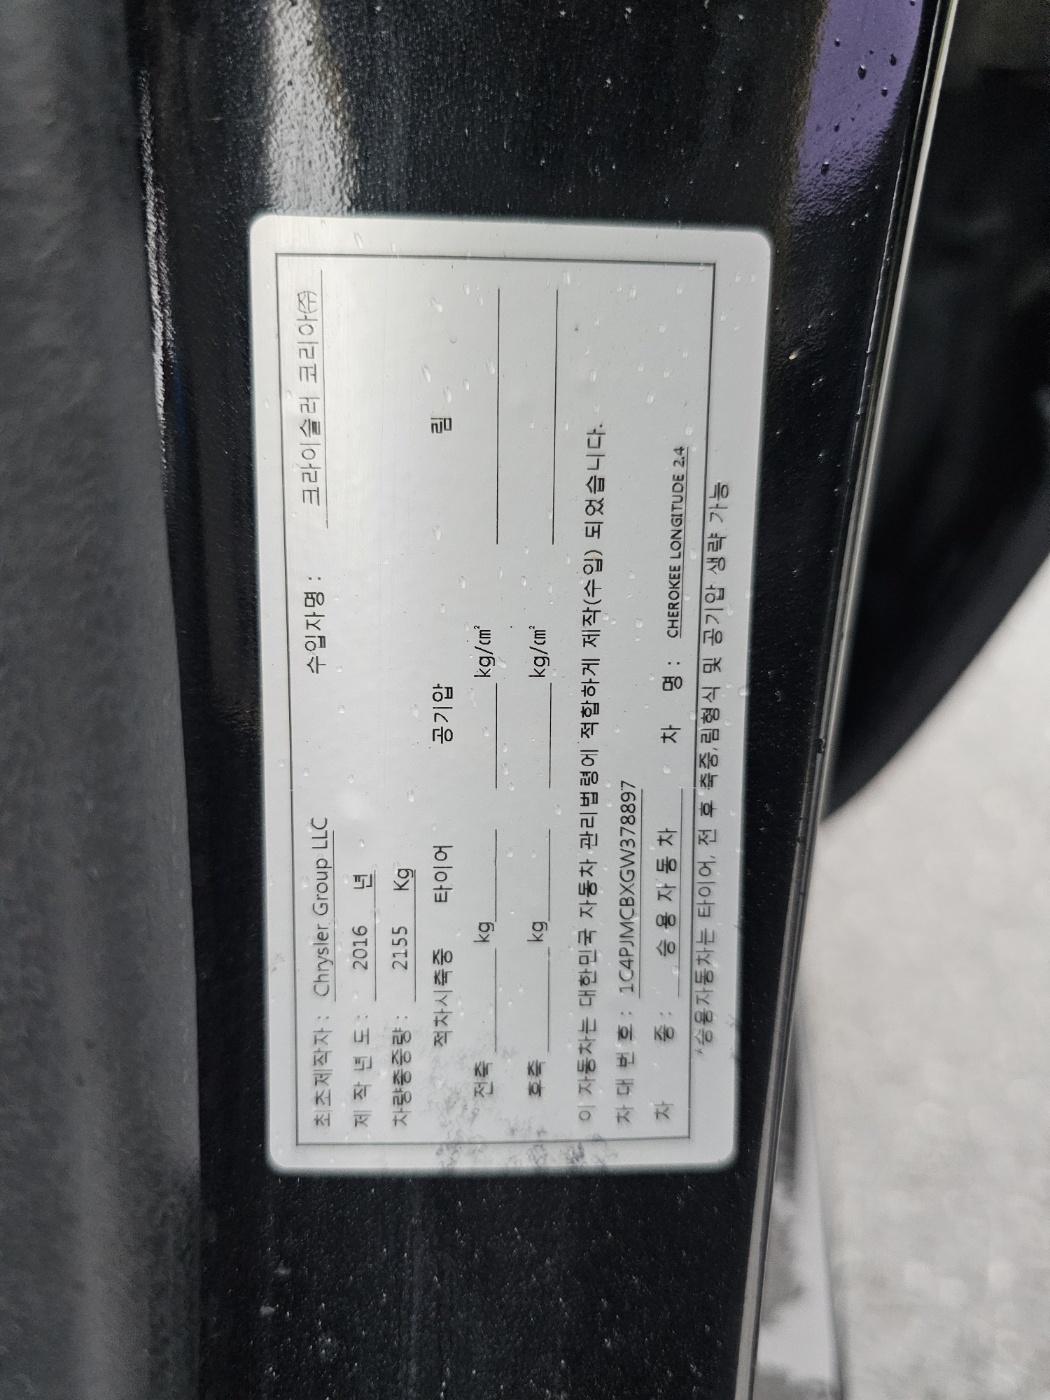 최초제작자 : Chrysler Group LLC 수입자명 : 크라이슬러 코리아㈜
제 작 년 도 : 2016 년
차량총중량 : 2155 Kg
적차시축중 타이어 공기압 림
전축 kg kg/㎠
후축 kg kg/㎠
이 자동차는 대한민국 자동차 관리법령에 적합하게 제작(수입) 되었습니다.
차 대 번 호 : 1C4PJMCBXGW378897
차 종 : 승 용 자 동 차 차 명 : CHEROKEE LONGITUDE 2.4
*승용자동차는 타이어, 전 후 축중,림형식 및 공기압 생략 가능